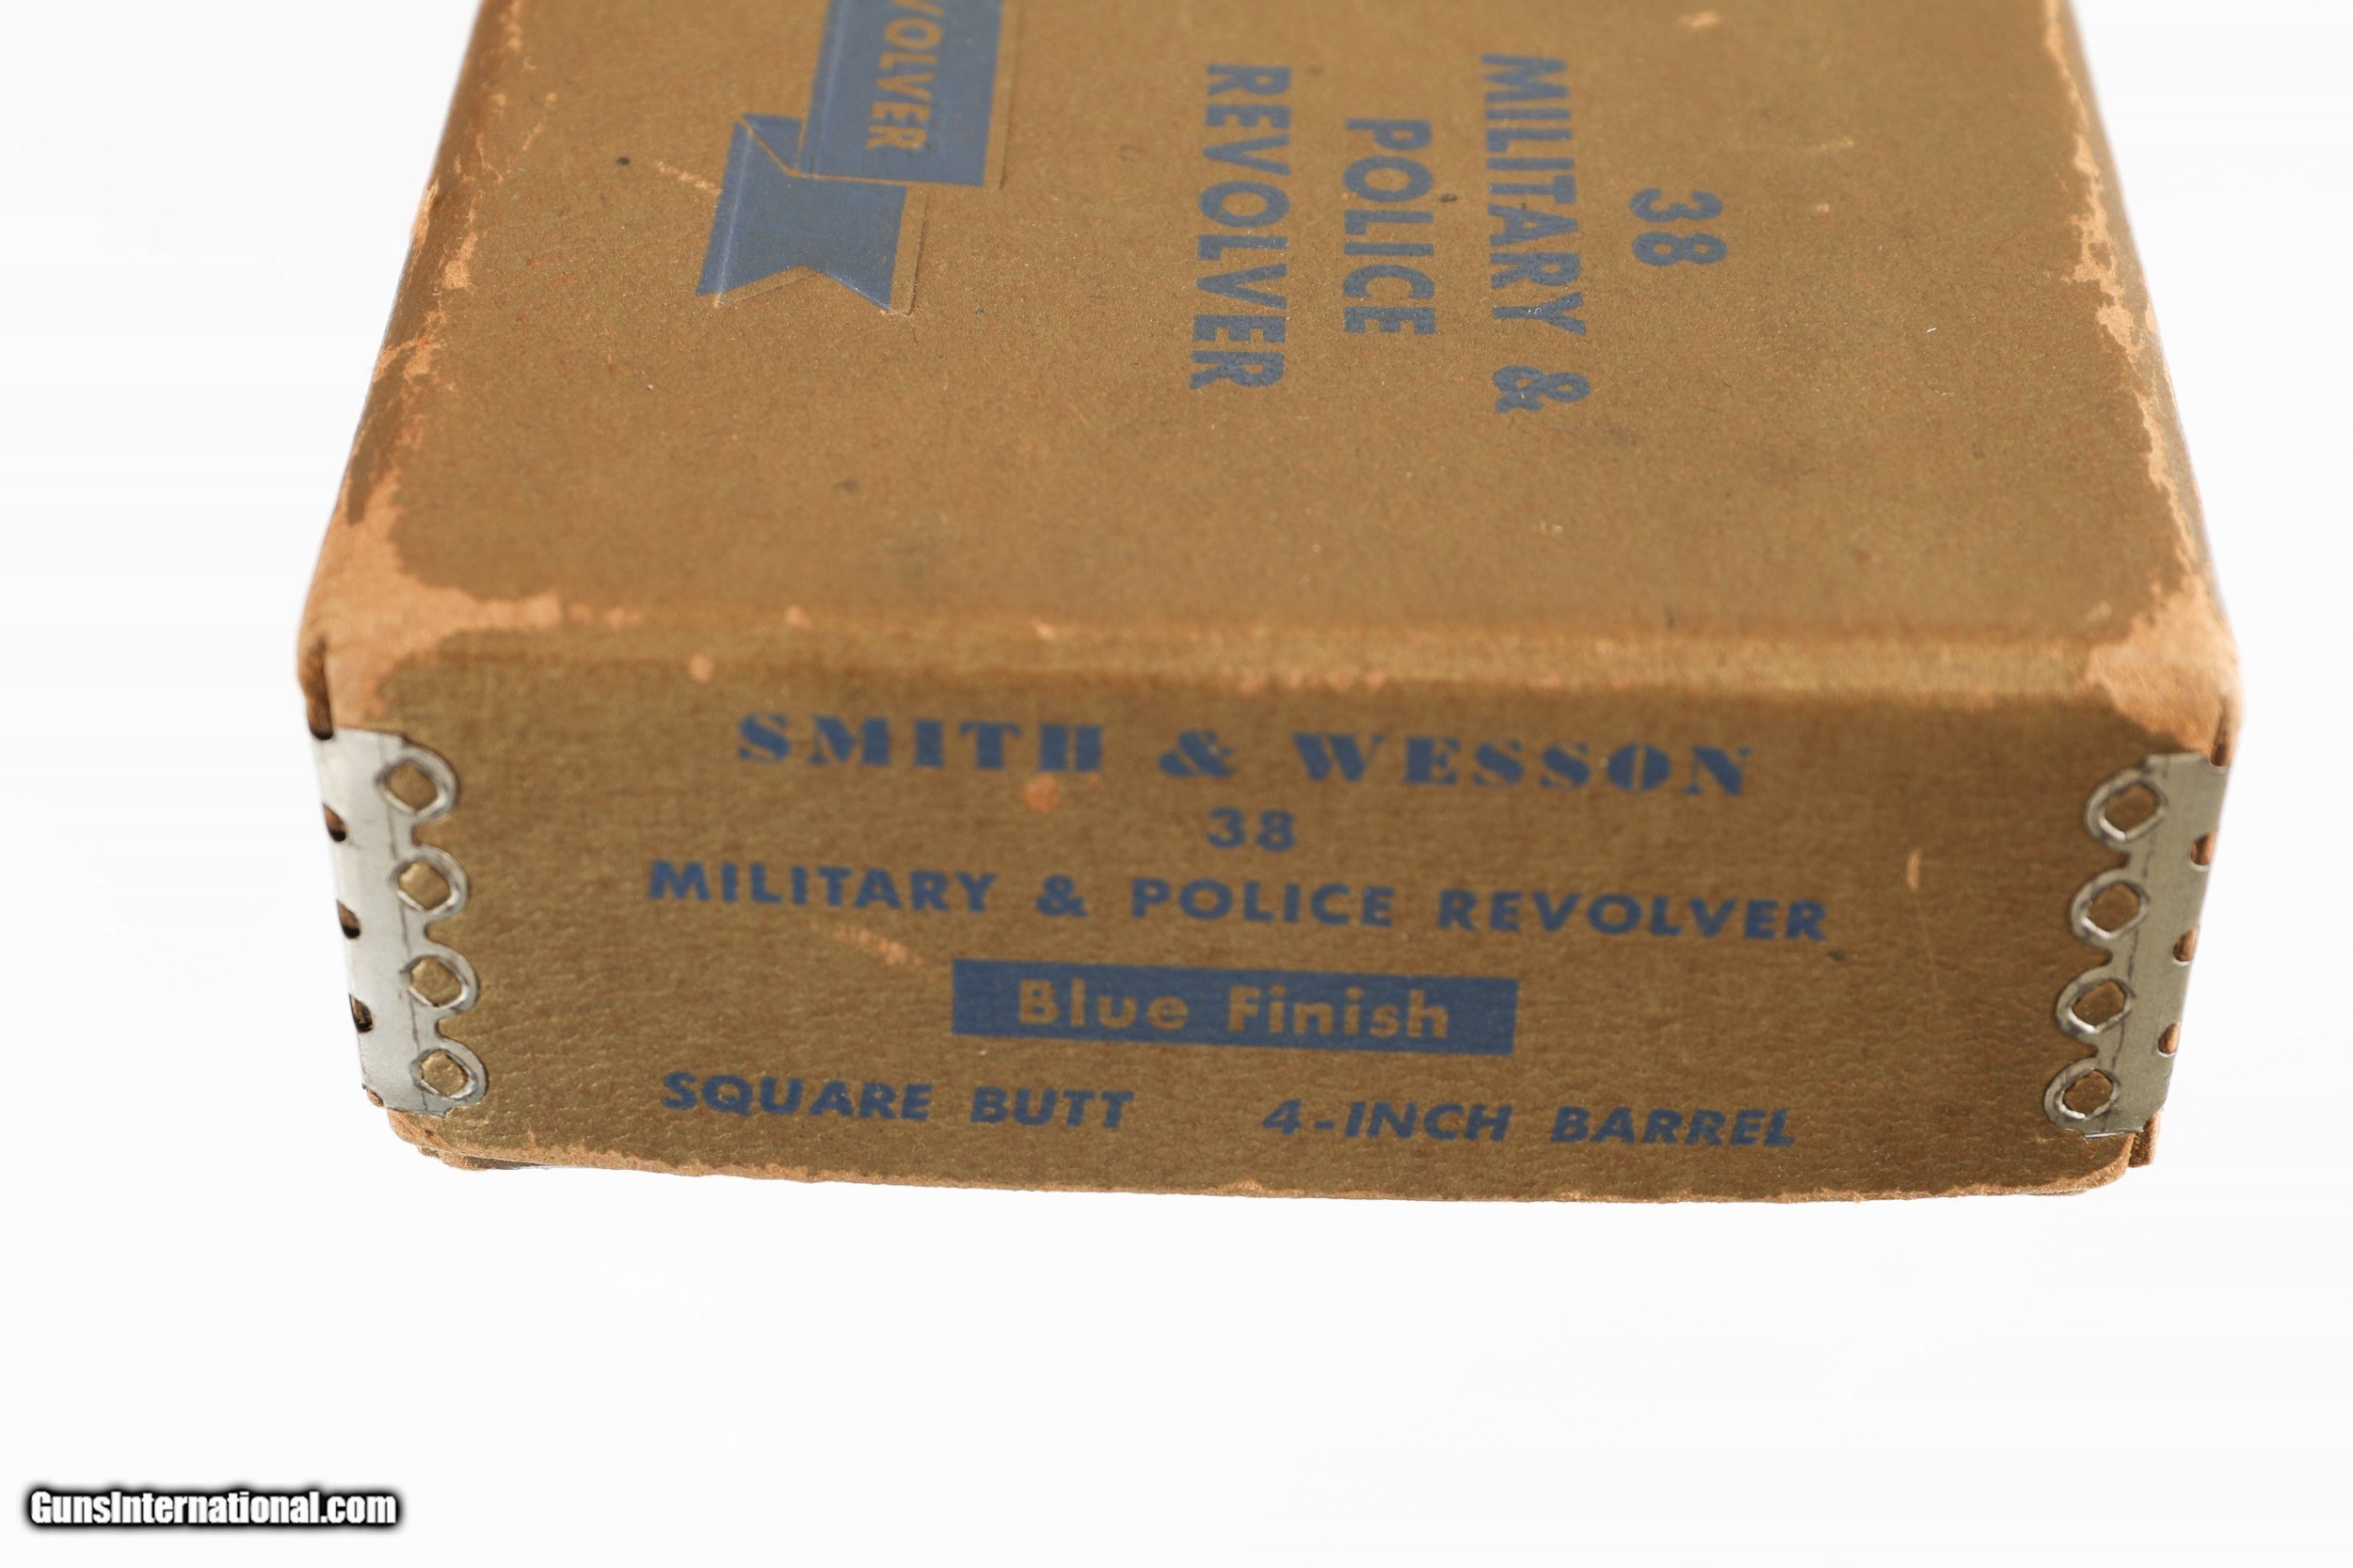 VOLVER
38
MILITARY &
POLICE
REVOLVER
SMITH & WESSON
38
MILITARY & POLICE REVOLVER
Blue Finish
SQUARE BUTT 4-INCH BARREL
GunsInternational.com